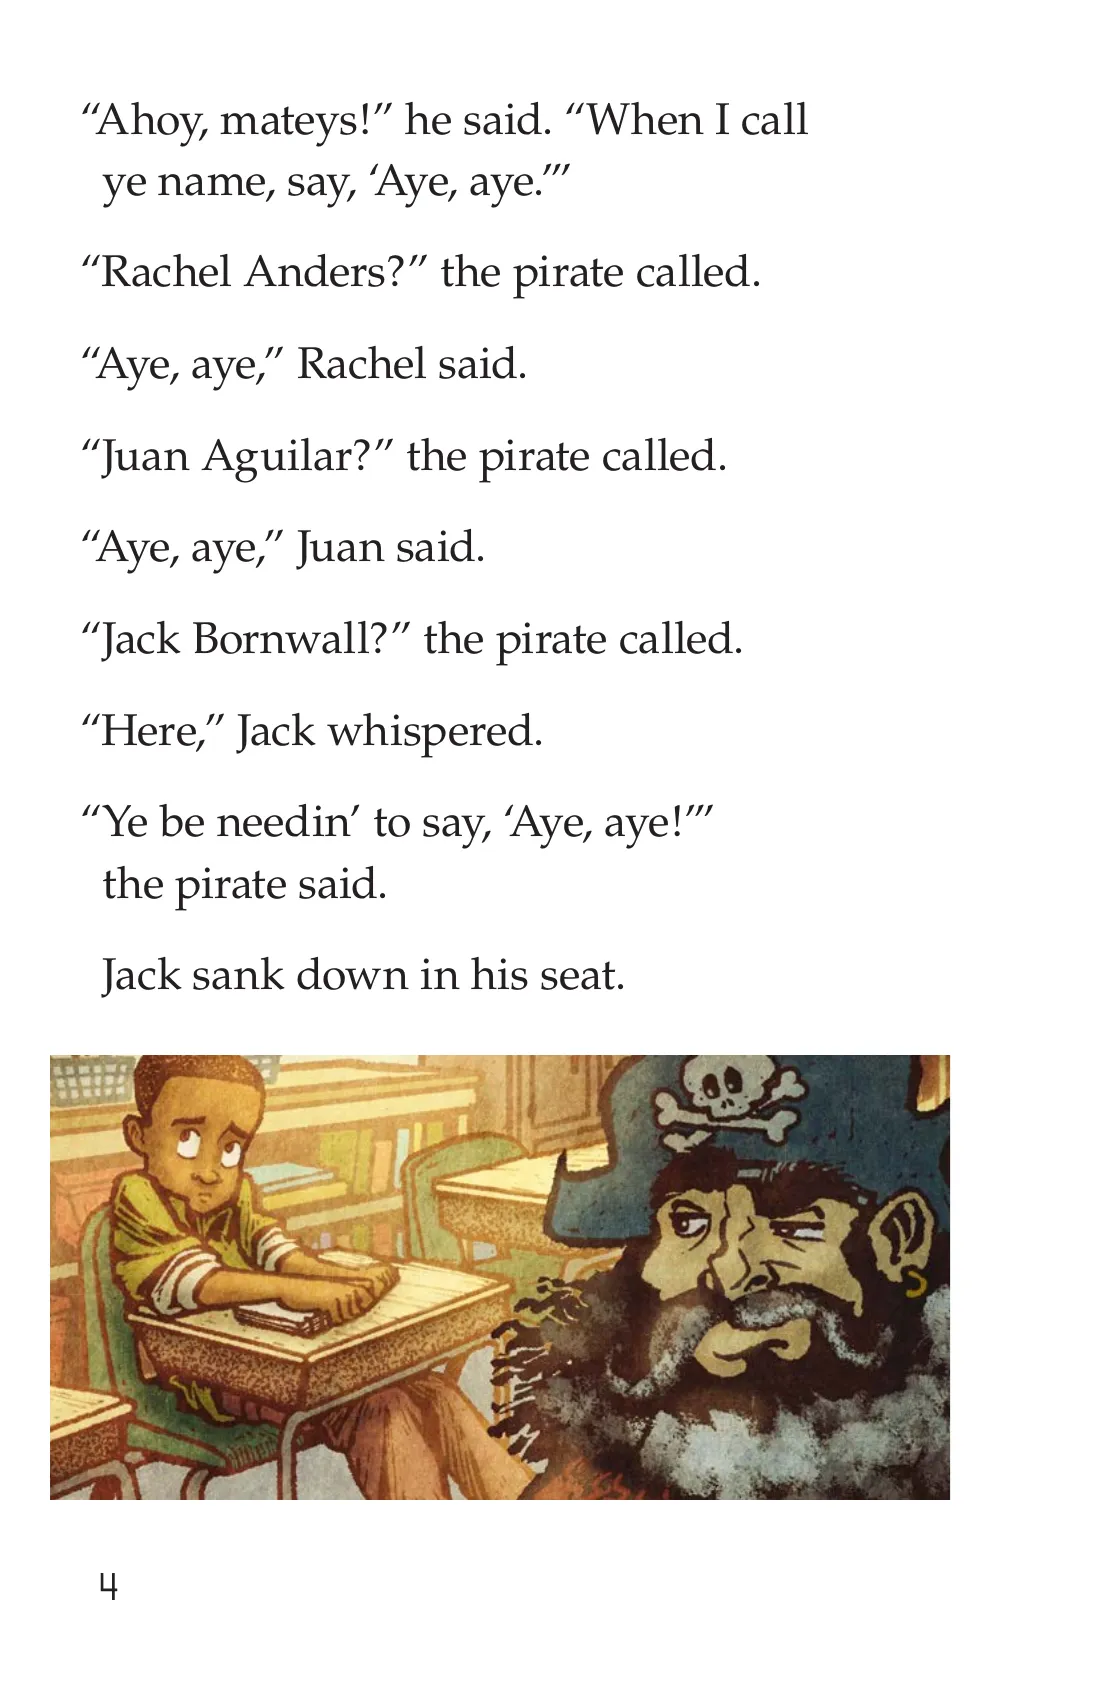 “Ahoy, mateys!” he said. “When I call
ye name, say, ‘Aye, aye.’”
“Rachel Anders?” the pirate called.
“Aye, aye,” Rachel said.
“Juan Aguilar?” the pirate called.
“Aye, aye,” Juan said.
“Jack Bornwall?” the pirate called.
“Here,” Jack whispered.
“Ye be needin’ to say, ‘Aye, aye!’”
the pirate said.
Jack sank down in his seat.
4